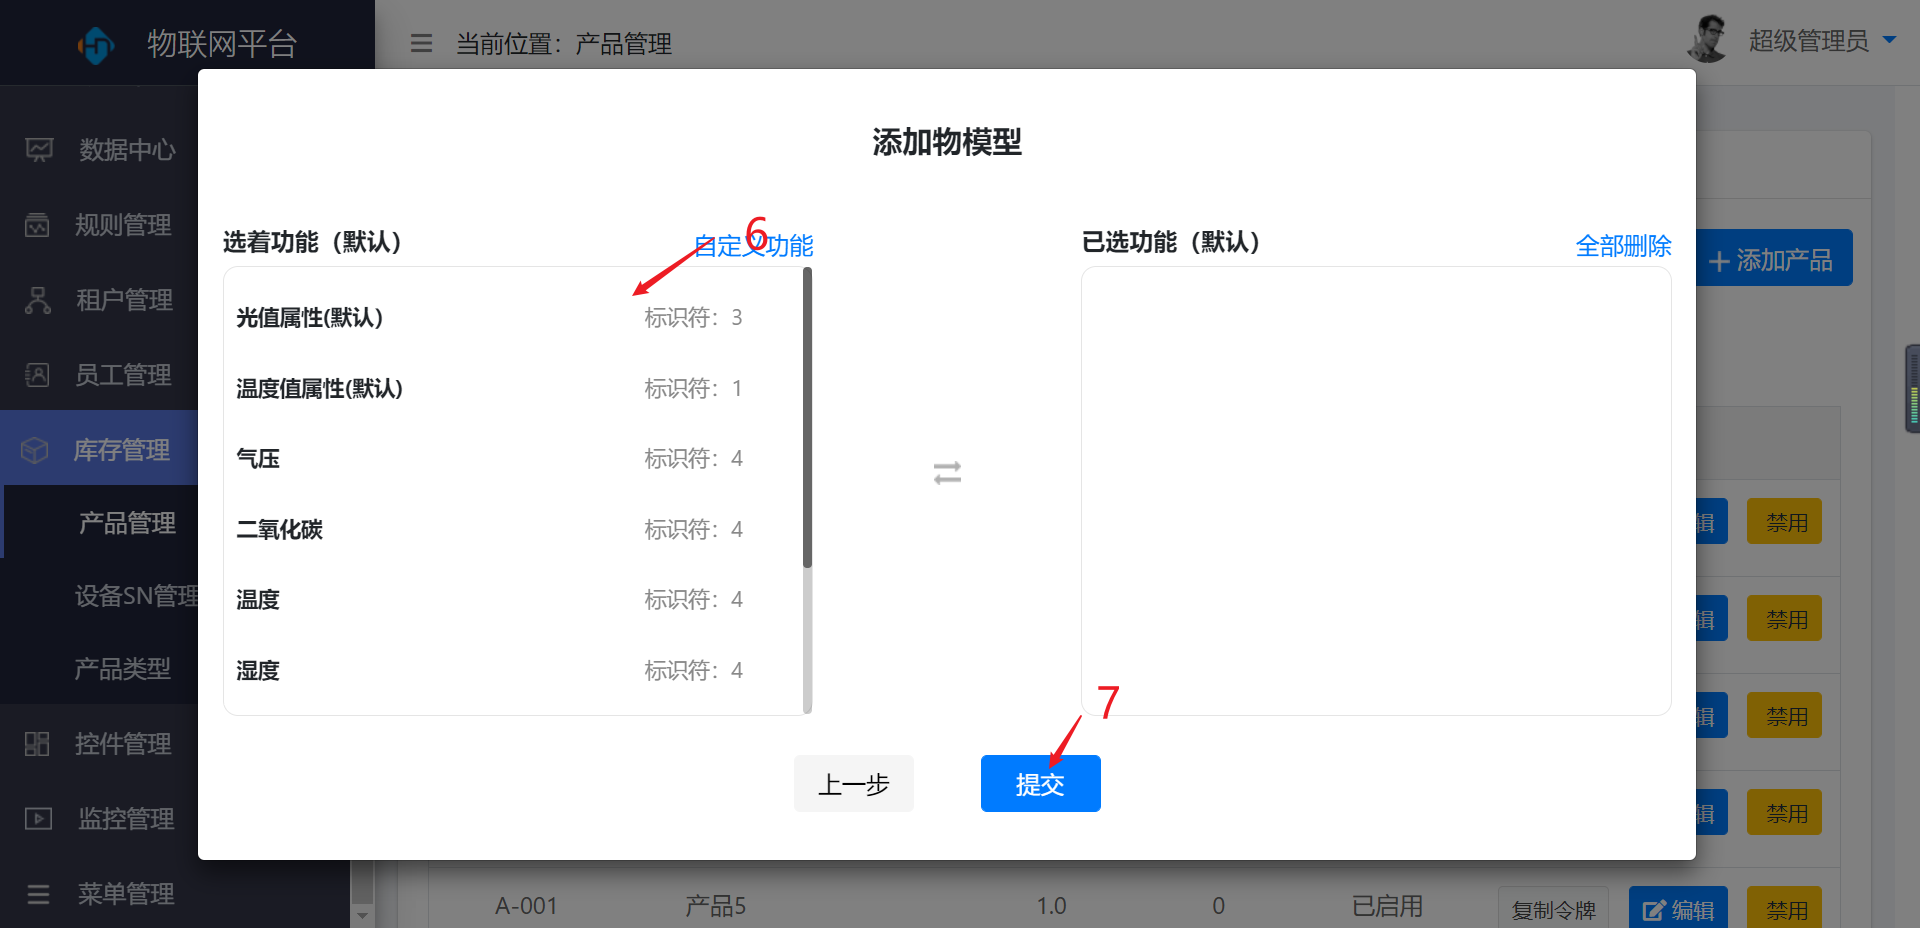 物联网平台
当前位置：产品管理
超级管理员
数据中心
规则管理
租户管理
员工管理
库存管理
产品管理
设备SN管理
产品类型
控件管理
监控管理
菜单管理
添加物模型
选着功能（默认）
自定义功能
6
已选功能（默认）
全部删除
添加产品
光值属性(默认) 标识符：3
温度值属性(默认) 标识符：1
气压 标识符：4
二氧化碳 标识符：4
温度 标识符：4
湿度 标识符：4
7
上一步
提交
辑 禁用
辑 禁用
辑 禁用
辑 禁用
A-001 产品5 1.0 0 已启用 复制令牌 编辑 禁用